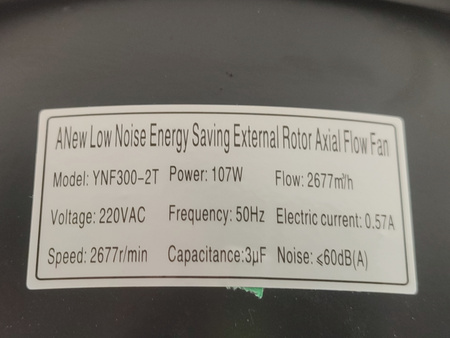 ANew Low Noise Energy Saving External Rotor Axial Flow Fan
Model: YNF300-2T Power: 107W Flow: 2677m³/h
Voltage: 220VAC Frequency: 50Hz Electric current: 0.57A
Speed: 2677r/min Capacitance:3μF Noise: ⩽60dB(A)